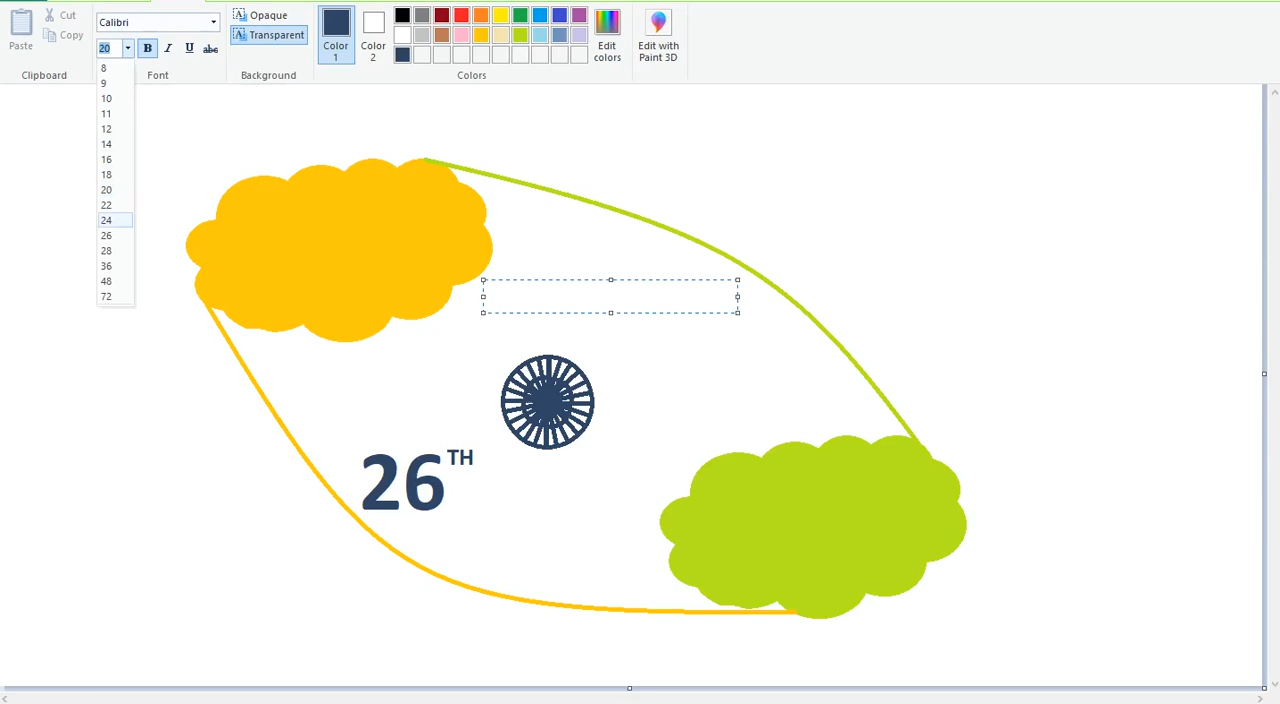 Paste
Cut
Copy
Clipboard
Calibri
20
B I U abc
Font
8
9
10
11
12
14
16
18
20
22
24
26
28
36
48
72
A Opaque
A Transparent
Background
Color
1
Color
2
Edit
colors
Colors
Edit with
Paint 3D
26TH